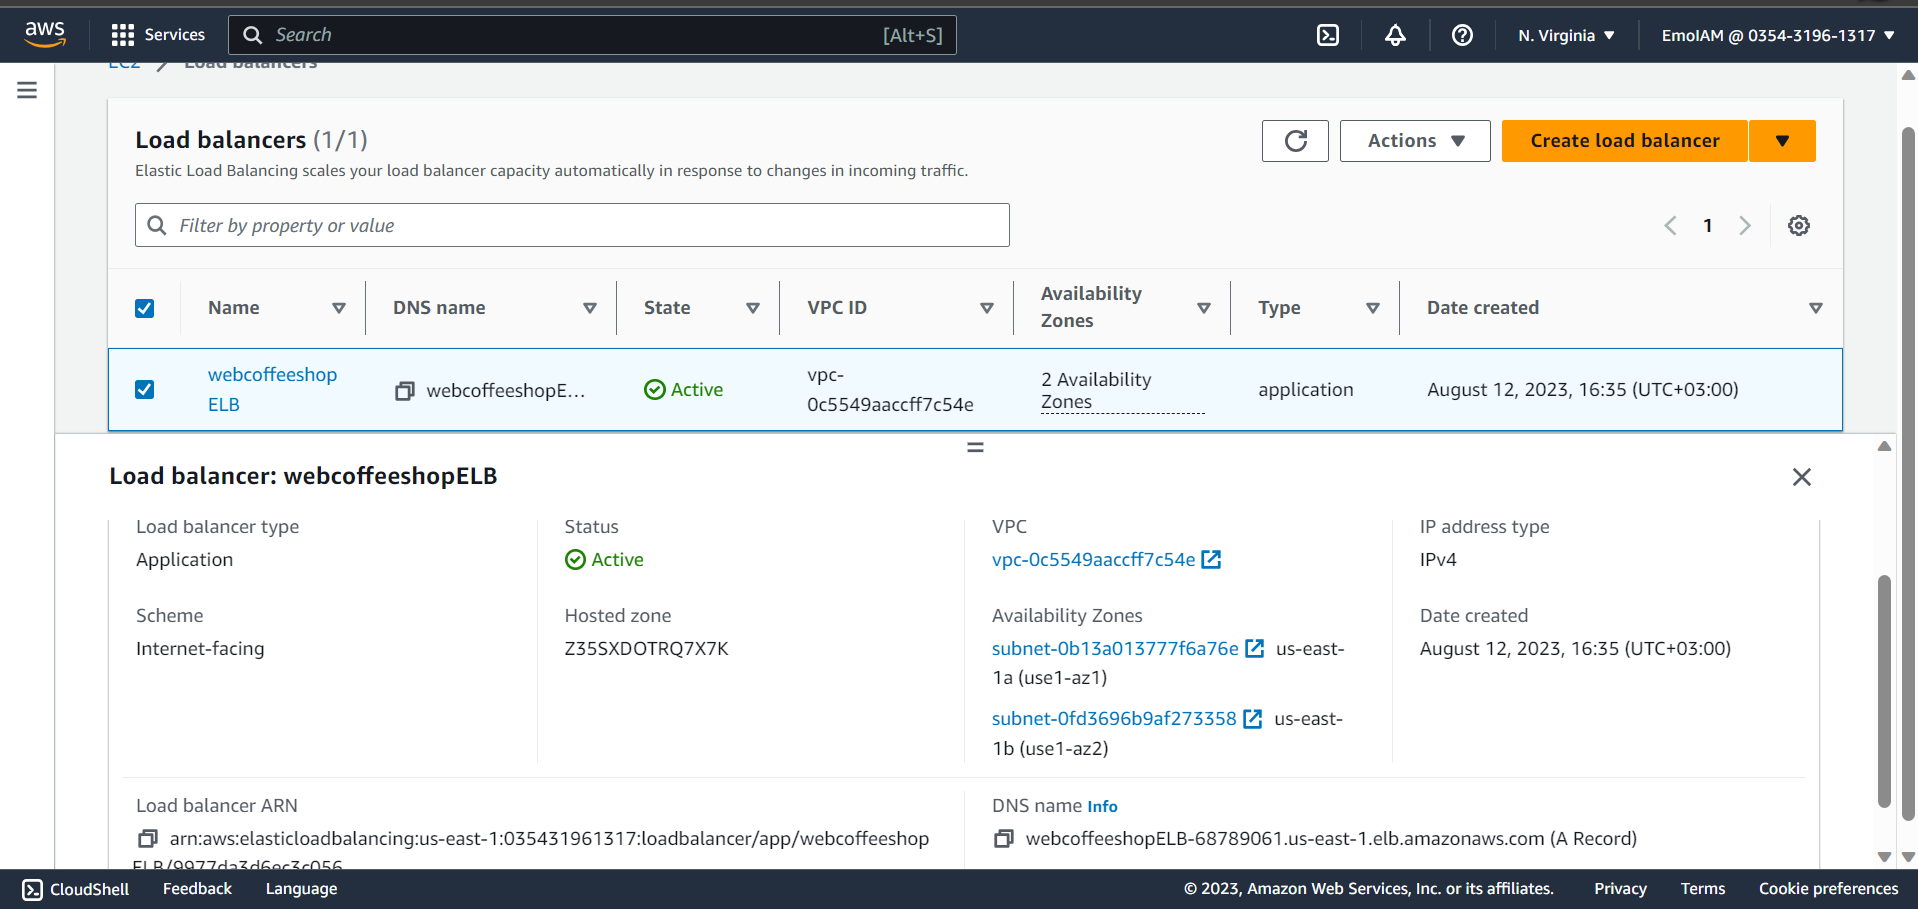 aws Services Search [Alt+S] N. Virginia EmoIAM @ 0354-3196-1317
EC2 Load balancers
Load balancers (1/1)
Actions
Create load balancer
Elastic Load Balancing scales your load balancer capacity automatically in response to changes in incoming traffic.
Filter by property or value
1
Name DNS name State VPC ID Availability Zones Type Date created
webcoffeeshop
ELB
webcoffeeshopE...
Active
vpc-
0c5549aaccff7c54e
2 Availability
Zones
application
August 12, 2023, 16:35 (UTC+03:00)
Load balancer: webcoffeeshopELB
Load balancer type
Application
Status
Active
VPC
vpc-0c5549aaccff7c54e
IP address type
IPv4
Scheme
Internet-facing
Hosted zone
Z35SXDOTRQ7X7K
Availability Zones
subnet-0b13a013777f6a76e us-east-
1a (use1-az1)
subnet-0fd3696b9af273358 us-east-
1b (use1-az2)
Date created
August 12, 2023, 16:35 (UTC+03:00)
Load balancer ARN
arn:aws:elasticloadbalancing:us-east-1:035431961317:loadbalancer/app/webcoffeeshop
ELB/9977da3d6ec3c056
DNS name Info
webcoffeeshopELB-68789061.us-east-1.elb.amazonaws.com (A Record)
CloudShell Feedback Language © 2023, Amazon Web Services, Inc. or its affiliates. Privacy Terms Cookie preferences